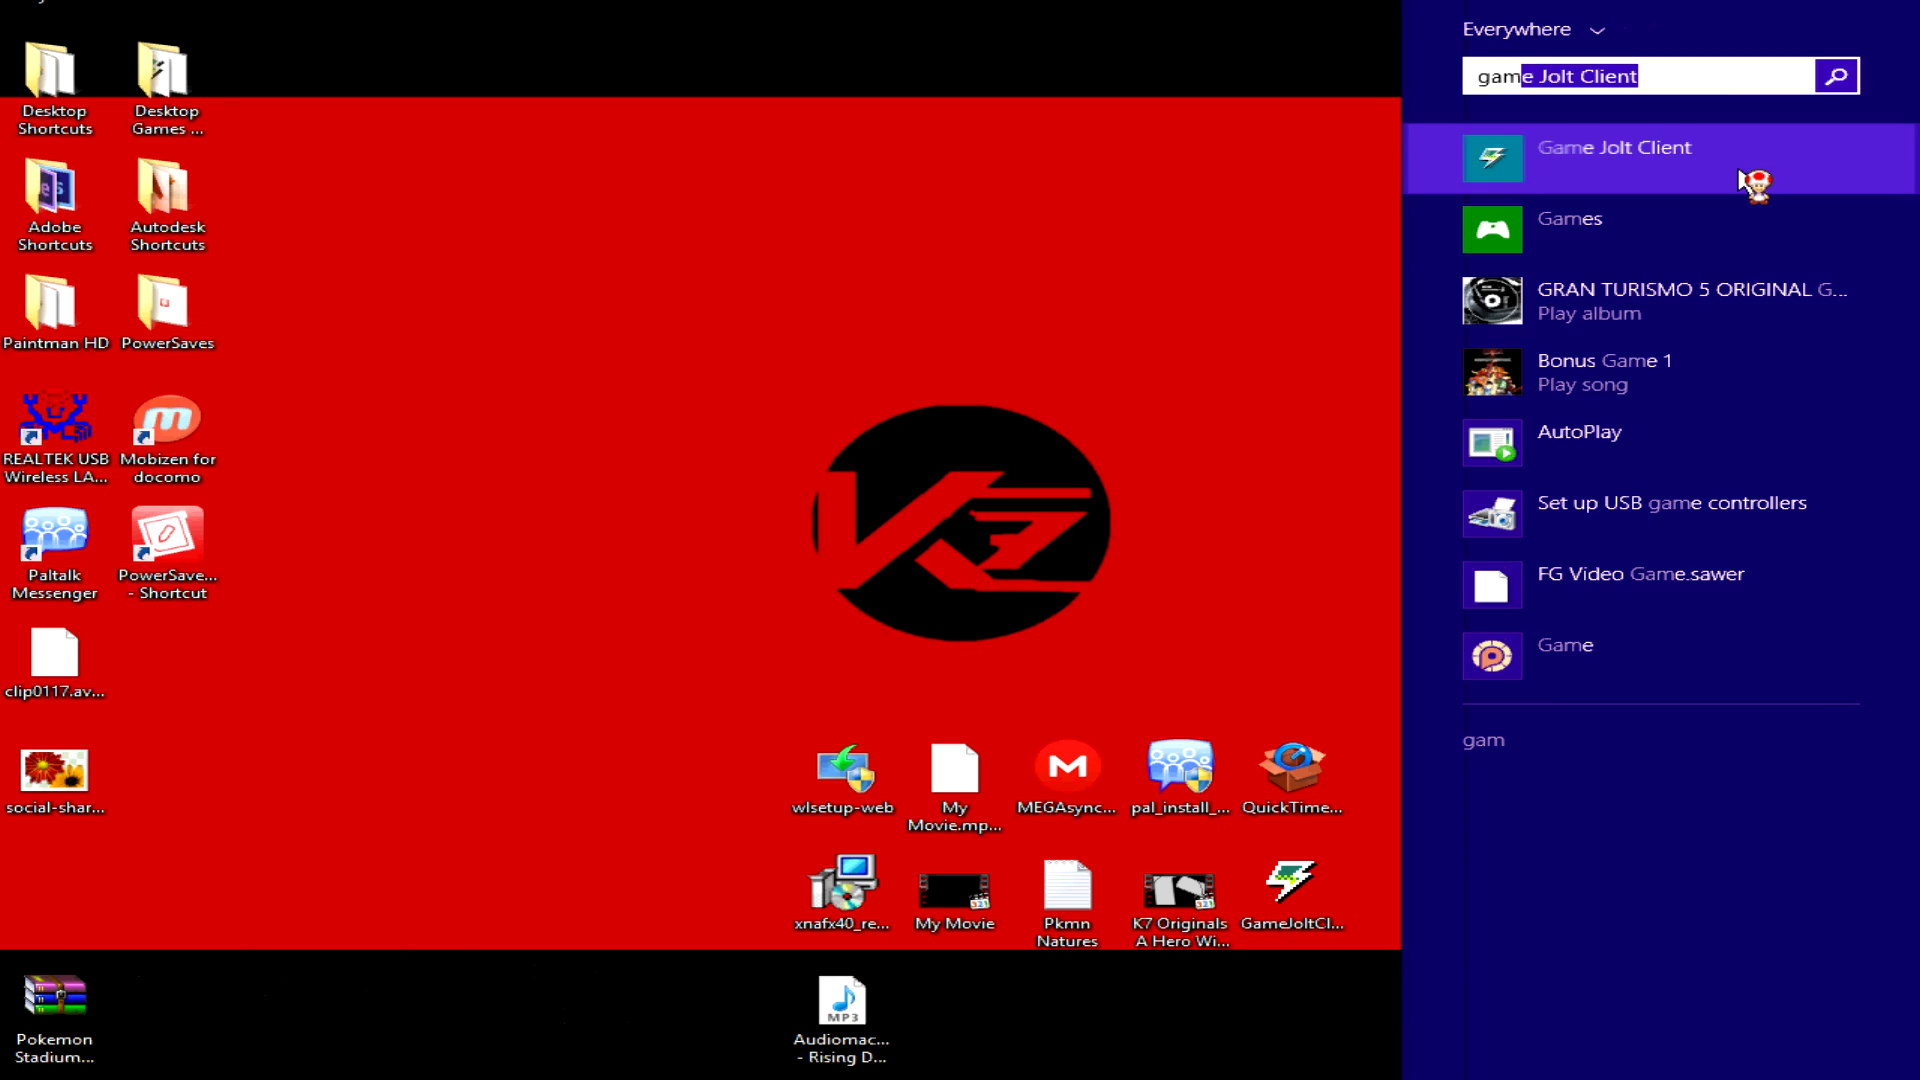 Desktop
Shortcuts
Desktop
Games ...
Adobe
Shortcuts
Autodesk
Shortcuts
Paintman HD
PowerSaves
REALTEK USB
Wireless LA...
Mobizen for
docomo
Paltalk
Messenger
PowerSave...
- Shortcut
clip0117.av...
social-shar...
Pokemon
Stadium...
K7
wlsetup-web
My
Movie.mp...
MEGAsync...
pal_install_...
QuickTime...
xnafx40_re...
My Movie
Pkmn
Natures
K7 Originals
A Hero Wi...
GameJoltCl...
MP3
Audiomac...
- Rising D...
Everywhere
game Jolt Client
Game Jolt Client
Games
GRAN TURISMO 5 ORIGINAL G...
Play album
Bonus Game 1
Play song
AutoPlay
Set up USB game controllers
FG Video Game.sawer
Game
gam